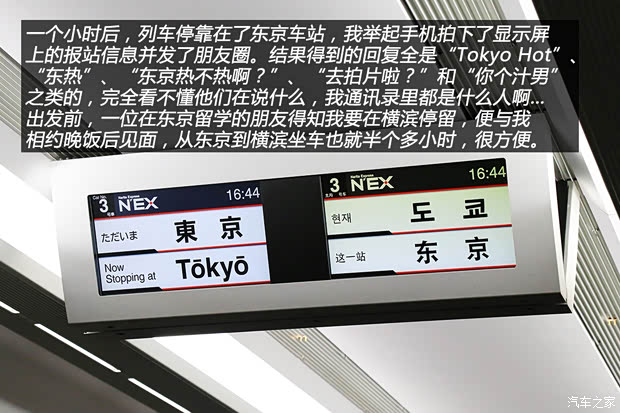 一个小时后，列车停靠在了东京车站，我举起手机拍下了显示屏
上的报站信息并发了朋友圈。结果得到的回复全是“Tokyo Hot”、
“东热”、“东京热不热啊？”、“去拍片啦？”和“你个汁男”
之类的，完全看不懂他们在说什么，我通讯录里都是什么人啊...
出发前，一位在东京留学的朋友得知我要在横滨停留，便与我
相约晚饭后见面，从东京到横滨坐车也就半个多小时，很方便。
Car No. 3 号車 Narita Express N'EX 16:44
ただいま 東京
Now Stopping at Tōkyō
3 Narita Express N'EX 16:44
현재 도쿄
这一站 东京
汽车之家